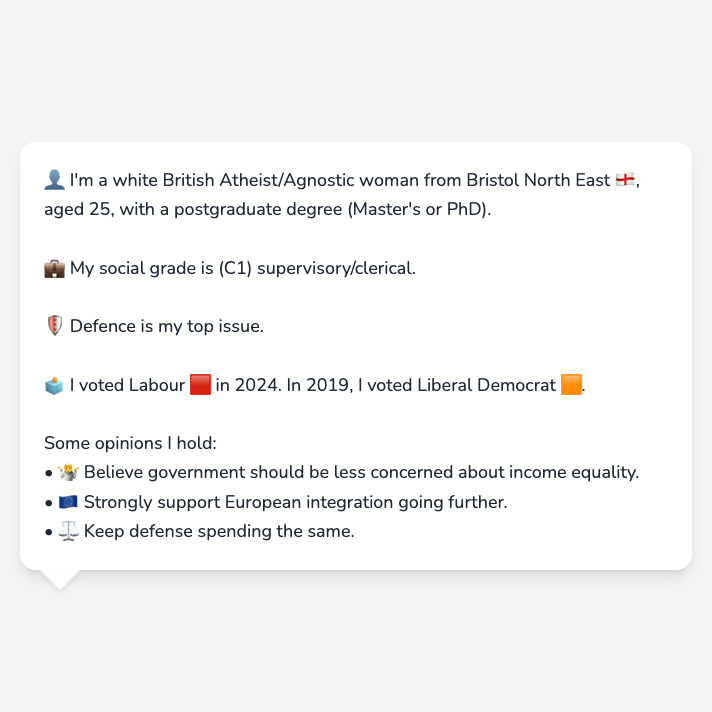 👤 I'm a white British Atheist/Agnostic woman from Bristol North East 🏴󠁧󠁢󠁥󠁮󠁧󠁿,
aged 25, with a postgraduate degree (Master's or PhD).
💼 My social grade is (C1) supervisory/clerical.
🛡️ Defence is my top issue.
🗳️ I voted Labour 🟥 in 2024. In 2019, I voted Liberal Democrat 🟧.
Some opinions I hold:
• 🤷 Believe government should be less concerned about income equality.
• 🇪🇺 Strongly support European integration going further.
• ⚖️ Keep defense spending the same.